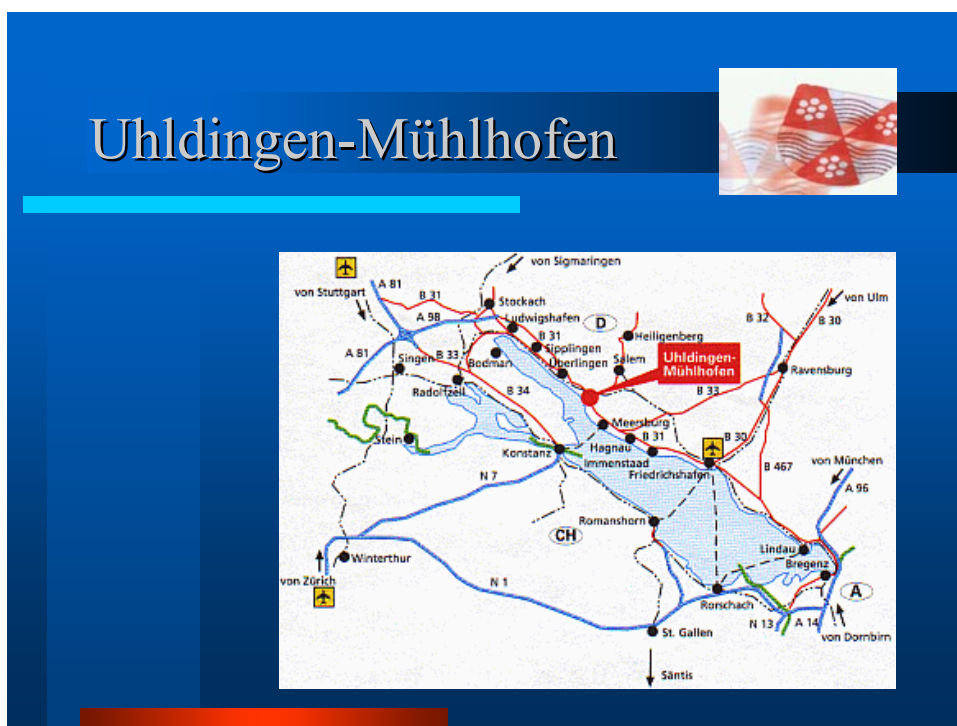 Uhldingen-Mühlhofen
von Sigmaringen
A 81
von Stuttgart
B 31
Stockach
von Ulm
A 98
Ludwigshafen
D
B 32
B 30
B 31
Heiligenberg
A 81
Singen
B 33
Bodman
Sipplingen
Überlingen
Salem
Uhldingen-
Mühlhofen
Ravensburg
Radolfzell
B 34
B 33
Meersburg
Stein
B 31
B 30
Konstanz
Hagnau
Immenstaad
Friedrichshafen
B 467
von München
N 7
A 96
Romanshorn
CH
Lindau
Winterthur
Bregenz
von Zürich
N 1
A
Rorschach
N 13
A 14
St. Gallen
von Dornbirn
Säntis